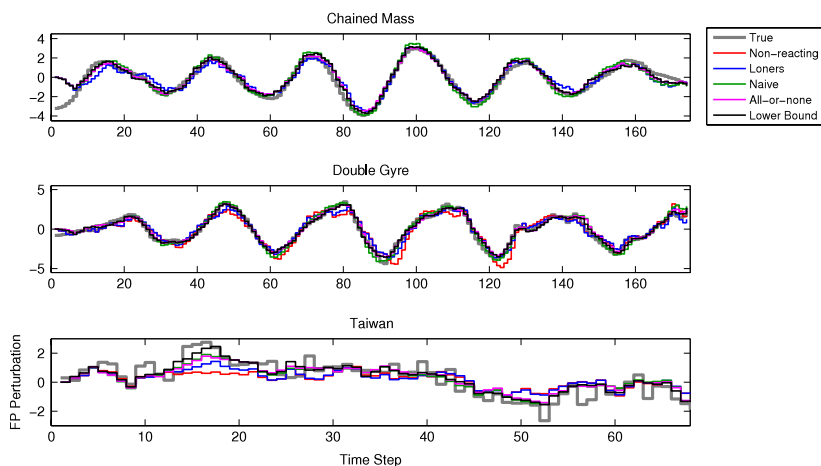 Chained Mass
4
2
0
−2
−4
0 20 40 60 80 100 120 140 160
True
Non-reacting
Loners
Naive
All-or-none
Lower Bound
Double Gyre
5
0
−5
0 20 40 60 80 100 120 140 160
Taiwan
FP Perturbation
2
0
−2
0 10 20 30 40 50 60
Time Step